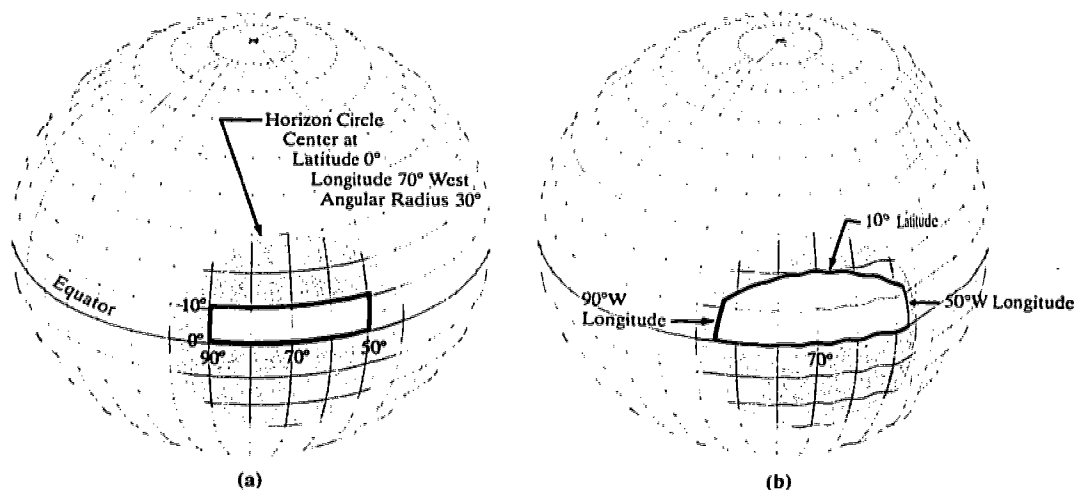 Horizon Circle
Center at
Latitude 0°
Longitude 70° West
Angular Radius 30°
Equator
10°
0°
90°
70°
50°
(a)
10° Latitude
90°W
Longitude
50°W Longitude
70°
(b)